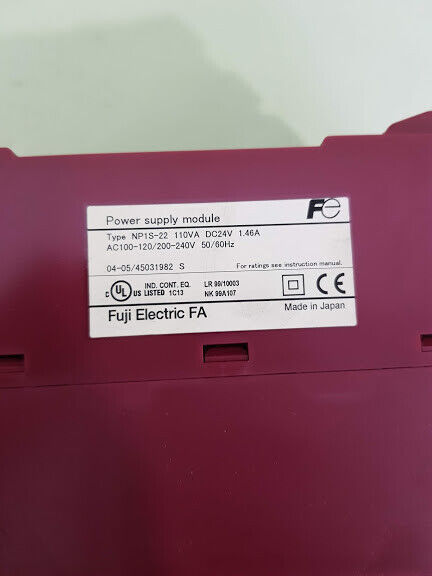 Power supply module
Fe
Type NP1S-22 110VA DC24V 1.46A
AC100-120/200-240V 50/60Hz
04-05/45031982 S
For ratings see instruction manual.
c UL US IND. CONT. EQ. LISTED 1C13
LR 99/10003
NK 99A107
CE
Fuji Electric FA
Made in Japan